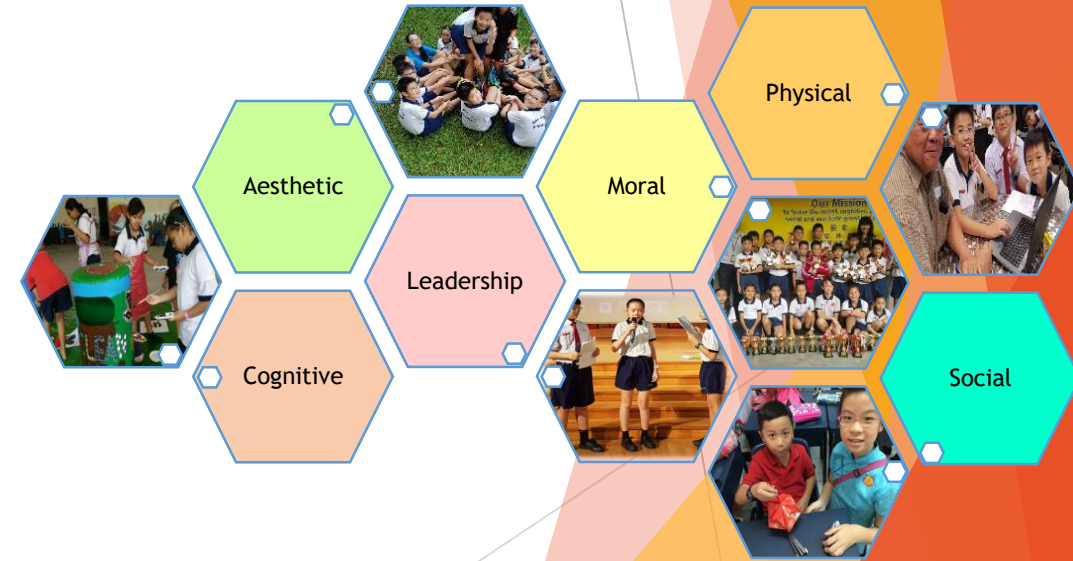 Physical
Aesthetic
Moral
Our Mission
Leadership
Cognitive
Social